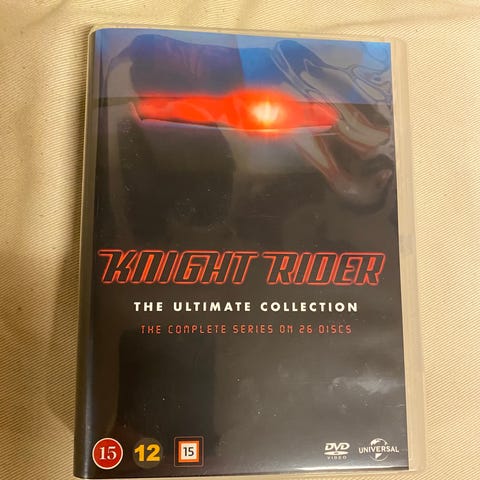 KNIGHT RIDER
THE ULTIMATE COLLECTION
THE COMPLETE SERIES ON 26 DISCS
15 12 15 DVD VIDEO UNIVERSAL